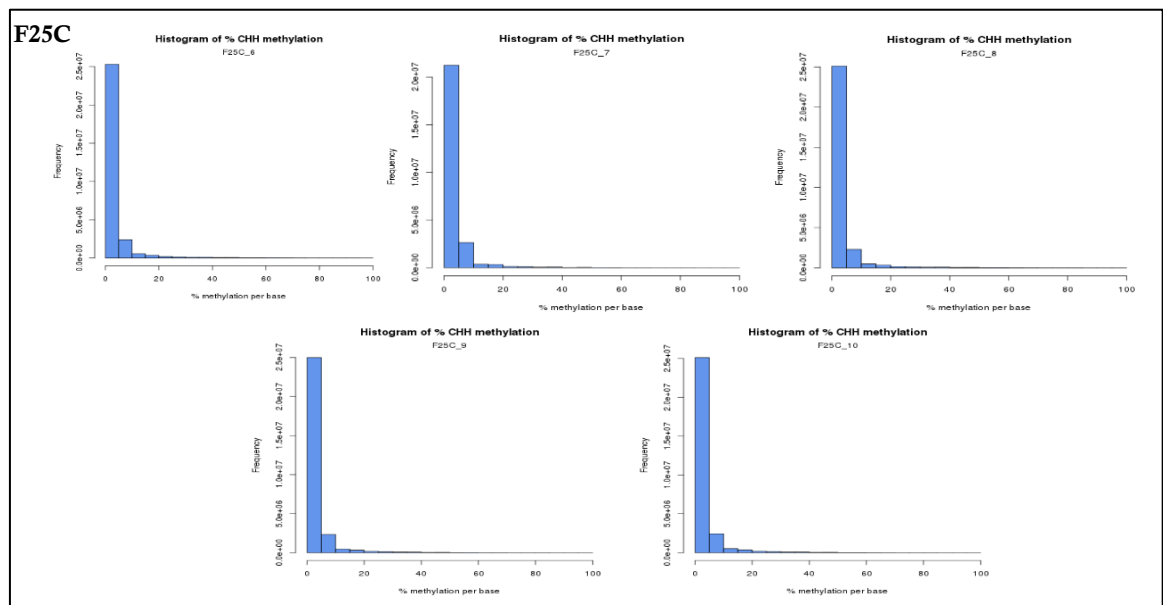 F25C
Histogram of % CHH methylation
F25C_6
Frequency
0.0e+00 5.0e+06 1.0e+07 1.5e+07 2.0e+07 2.5e+07
0 20 40 60 80 100
% methylation per base
Histogram of % CHH methylation
F25C_7
Frequency
0.0e+00 5.0e+06 1.0e+07 1.5e+07 2.0e+07
0 20 40 60 80 100
% methylation per base
Histogram of % CHH methylation
F25C_8
Frequency
0.0e+00 5.0e+06 1.0e+07 1.5e+07 2.0e+07 2.5e+07
0 20 40 60 80 100
% methylation per base
Histogram of % CHH methylation
F25C_9
Frequency
0.0e+00 5.0e+06 1.0e+07 1.5e+07 2.0e+07 2.5e+07
0 20 40 60 80 100
% methylation per base
Histogram of % CHH methylation
F25C_10
Frequency
0.0e+00 5.0e+06 1.0e+07 1.5e+07 2.0e+07 2.5e+07
0 20 40 60 80 100
% methylation per base